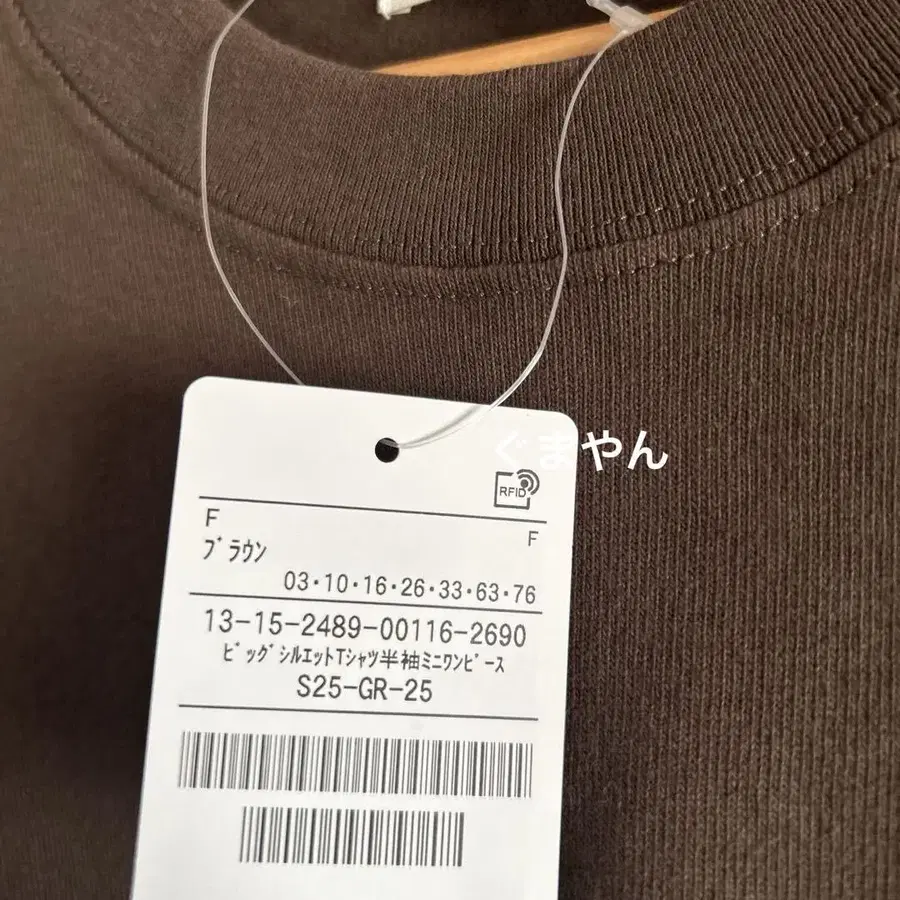 ぐまやん
RFID
F F
ﾌﾞﾗｳﾝ
03・10・16・26・33・63・76
13-15-2489-00116-2690
ﾋﾞｯｸﾞｼﾙｴｯﾄTｼｬﾂ半袖ﾐﾆﾜﾝﾋﾟｰｽ
S25-GR-25